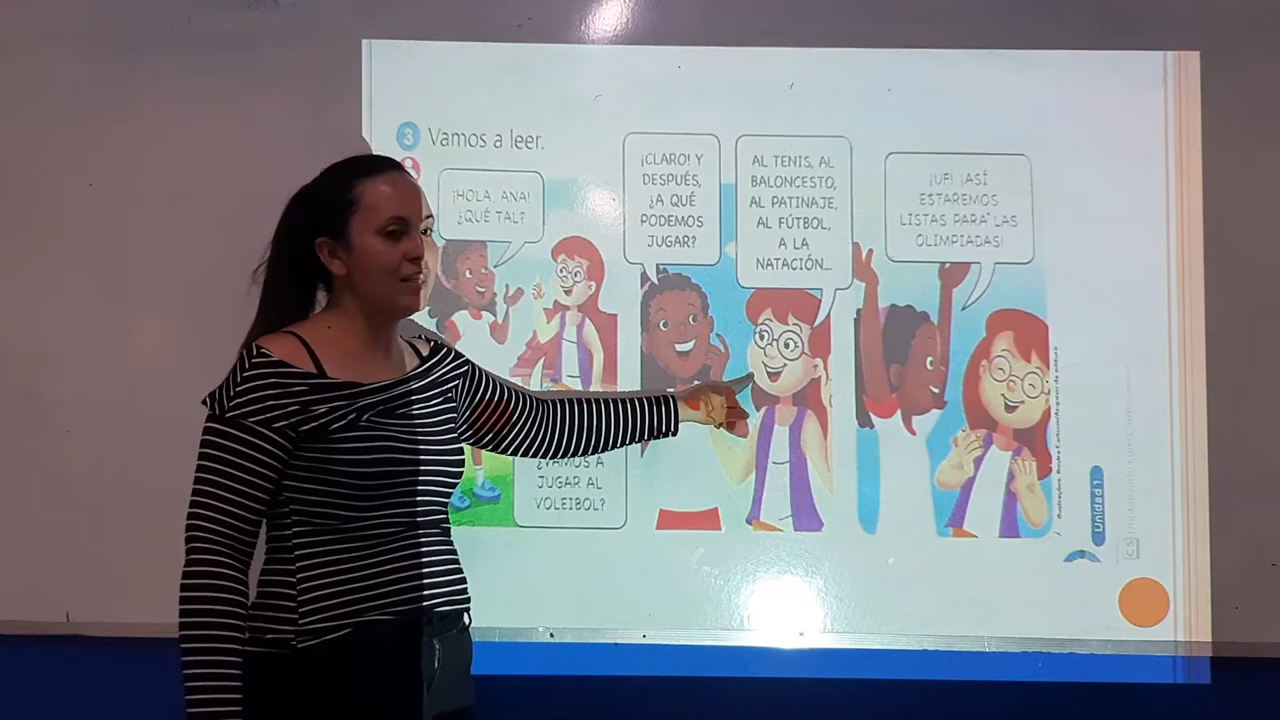 3 Vamos a leer.
¡HOLA, ANA!
¿QUÉ TAL?
¿VAMOS A
JUGAR AL
VOLEIBOL?
¡CLARO! Y
DESPUÉS,
¿A QUÉ
PODEMOS
JUGAR?
AL TENIS, AL
BALONCESTO,
AL PATINAJE,
AL FÚTBOL,
A LA
NATACIÓN...
¡UF! ¡ASÍ
ESTAREMOS
LISTAS PARA LAS
OLIMPIADAS!
Unidad 1
CS